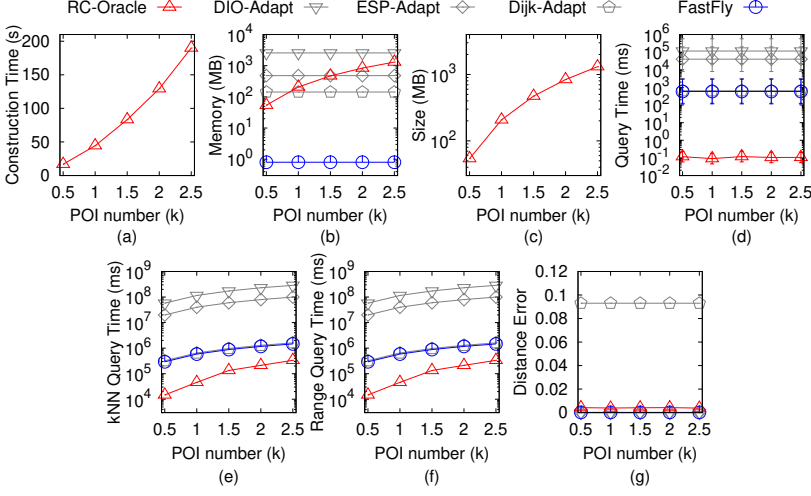 RC-Oracle DIO-Adapt ESP-Adapt Dijk-Adapt FastFly
Construction Time (s)
200
150
100
50
0
0.5 1 1.5 2 2.5
POI number (k)
(a)
Memory (MB)
10^4
10^3
10^2
10^1
10^0
0.5 1 1.5 2 2.5
POI number (k)
(b)
Size (MB)
10^3
10^2
0.5 1 1.5 2 2.5
POI number (k)
(c)
Query Time (ms)
10^6
10^5
10^4
10^3
10^2
10^1
10^0
10^-1
10^-2
0.5 1 1.5 2 2.5
POI number (k)
(d)
kNN Query Time (ms)
10^9
10^8
10^7
10^6
10^5
10^4
0.5 1 1.5 2 2.5
POI number (k)
(e)
Range Query Time (ms)
10^9
10^8
10^7
10^6
10^5
10^4
0.5 1 1.5 2 2.5
POI number (k)
(f)
Distance Error
0.12
0.1
0.08
0.06
0.04
0.02
0
0.5 1 1.5 2 2.5
POI number (k)
(g)